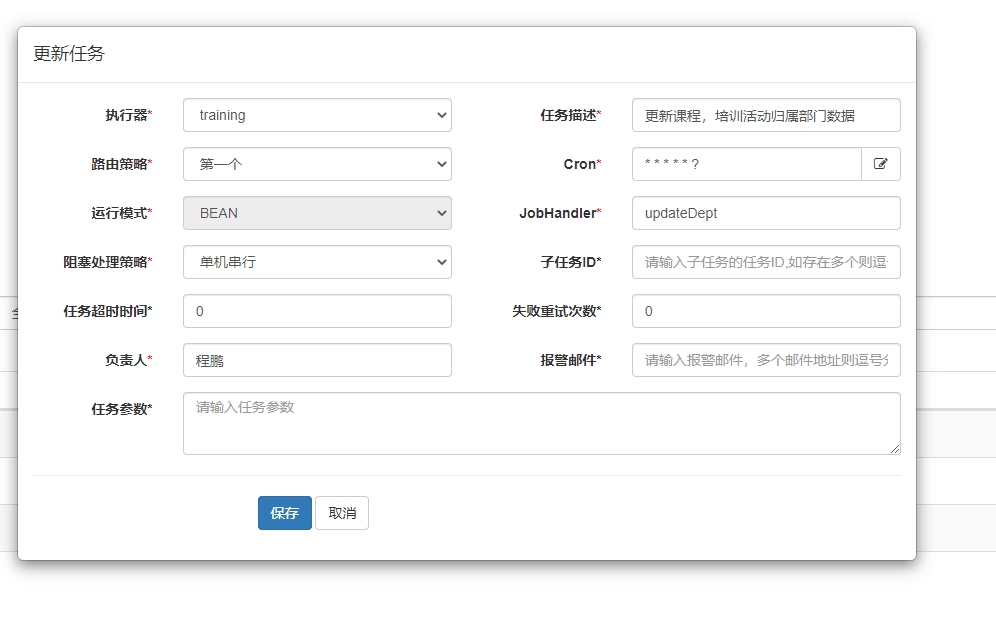 更新任务
执行器* training 任务描述* 更新课程，培训活动归属部门数据
路由策略* 第一个 Cron* * * * * * ?
运行模式* BEAN JobHandler* updateDept
阻塞处理策略* 单机串行 子任务ID* 请输入子任务的任务ID,如存在多个则逗
任务超时时间* 0 失败重试次数* 0
负责人* 程鹏 报警邮件* 请输入报警邮件，多个邮件地址则逗号分
任务参数* 请输入任务参数
保存 取消